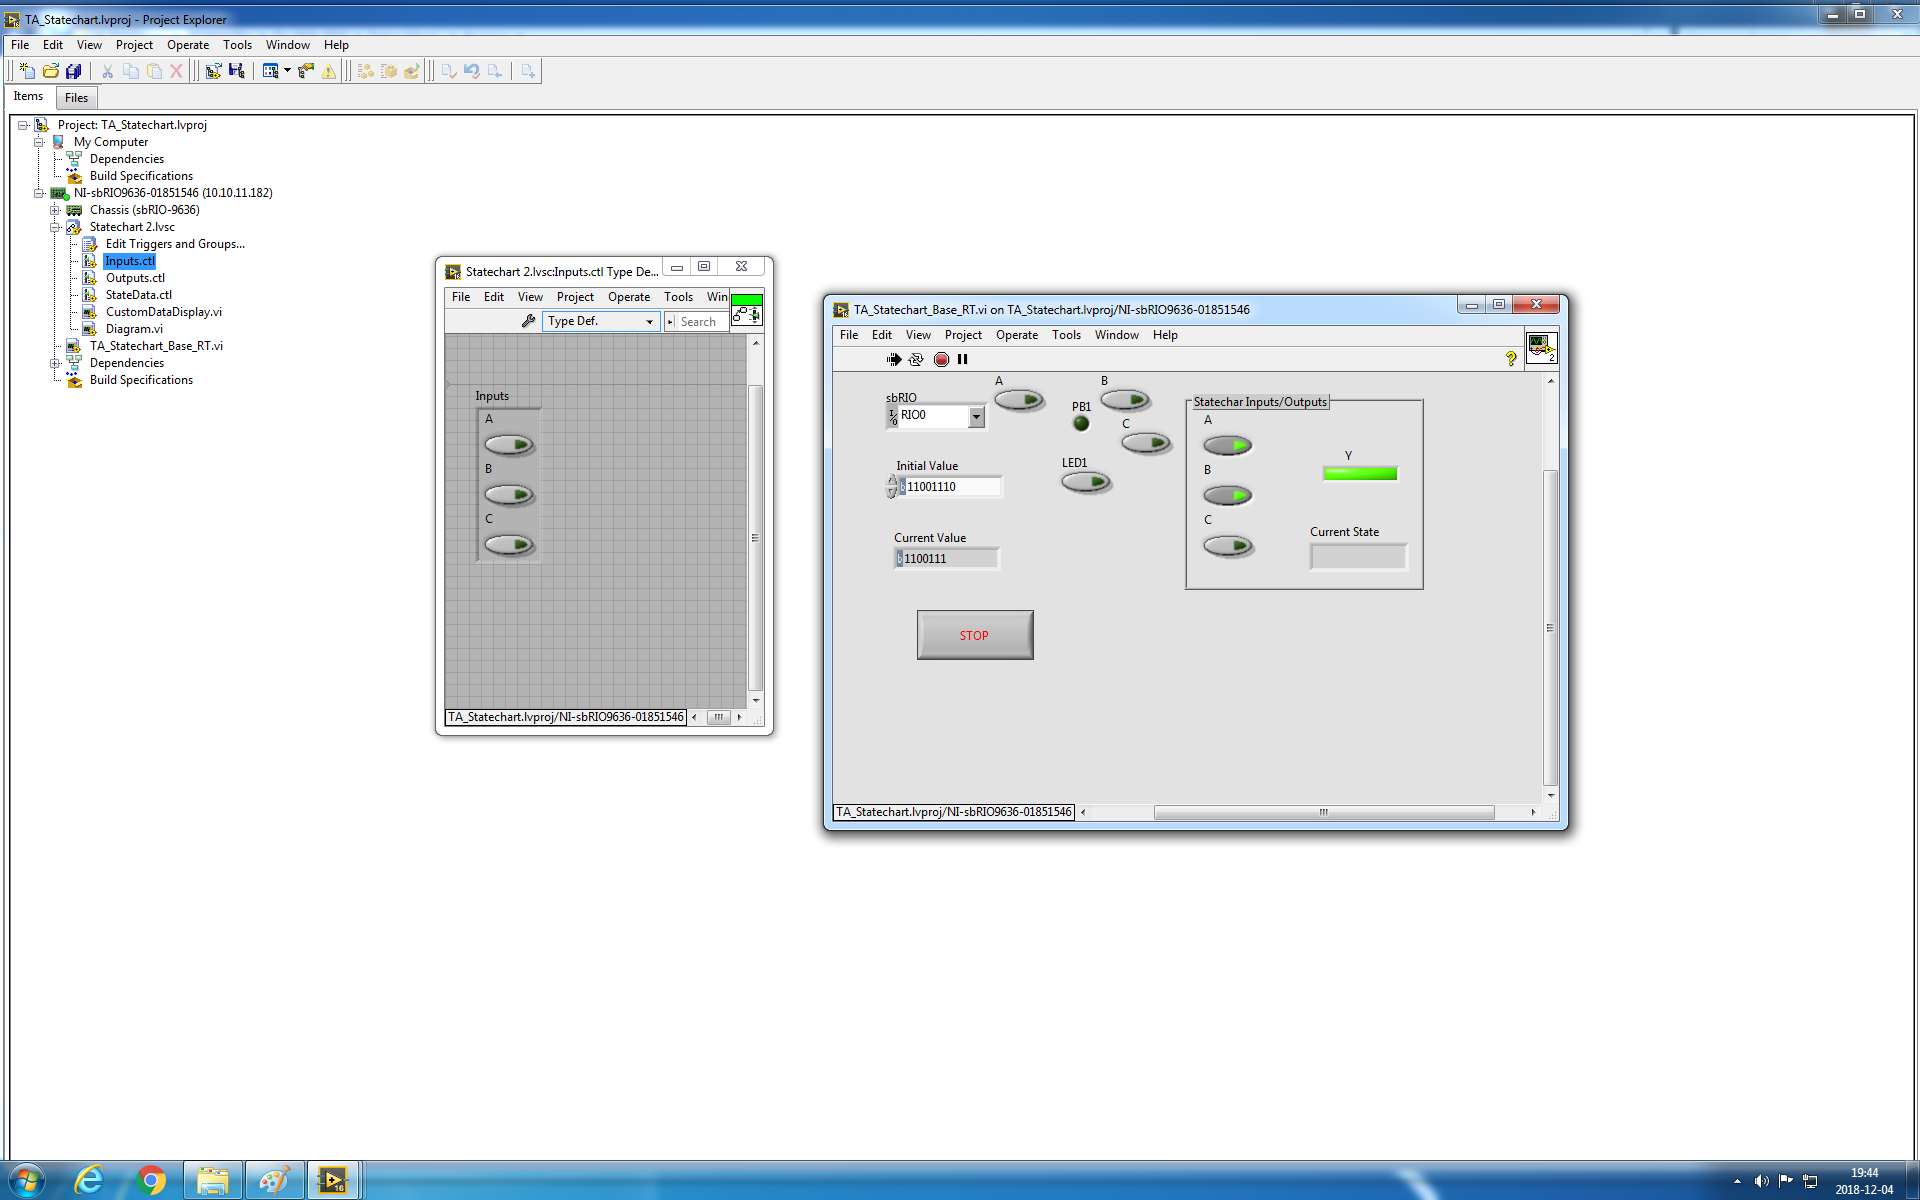 TA_Statechart.lvproj - Project Explorer
File Edit View Project Operate Tools Window Help
Items Files
Project: TA_Statechart.lvproj
My Computer
Dependencies
Build Specifications
NI-sbRIO9636-01851546 (10.10.11.182)
Chassis (sbRIO-9636)
Statechart 2.lvsc
Edit Triggers and Groups...
Inputs.ctl
Outputs.ctl
StateData.ctl
CustomDataDisplay.vi
Diagram.vi
TA_Statechart_Base_RT.vi
Dependencies
Build Specifications
Statechart 2.lvsc:Inputs.ctl Type De...
File Edit View Project Operate Tools Win
Type Def. Search
Inputs
A
B
C
TA_Statechart.lvproj/NI-sbRIO9636-01851546
TA_Statechart_Base_RT.vi on TA_Statechart.lvproj/NI-sbRIO9636-01851546
File Edit View Project Operate Tools Window Help
2
sbRIO
I/O RIO0
A
B
PB1
C
LED1
Initial Value
b 11001110
Current Value
b 1100111
STOP
Statechar Inputs/Outputs
A
B
C
Y
Current State
TA_Statechart.lvproj/NI-sbRIO9636-01851546
16
19:44
2018-12-04